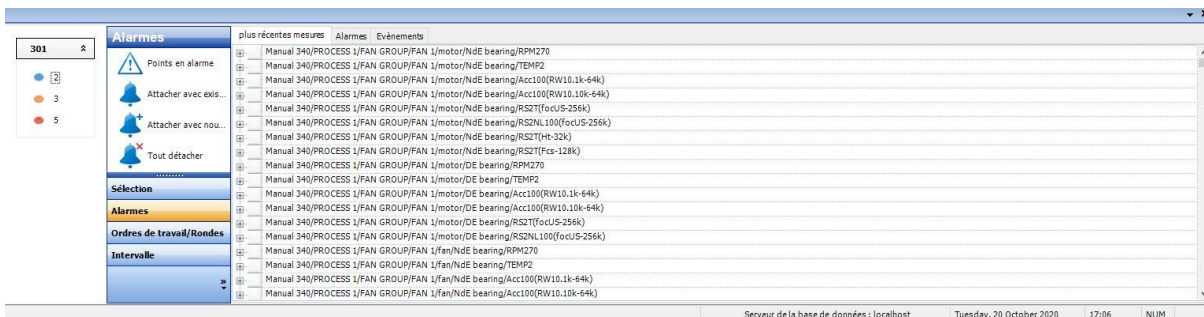 301
2
3
5
Alarmes
Points en alarme
Attacher avec exis...
Attacher avec nou...
Tout détacher
Sélection
Alarmes
Ordres de travail/Rondes
Intervalle
plus récentes mesures Alarmes Evènements
Manual 340/PROCESS 1/FAN GROUP/FAN 1/motor/NdE bearing/RPM270
Manual 340/PROCESS 1/FAN GROUP/FAN 1/motor/NdE bearing/TEMP2
Manual 340/PROCESS 1/FAN GROUP/FAN 1/motor/NdE bearing/Acc100(RW10.1k-64k)
Manual 340/PROCESS 1/FAN GROUP/FAN 1/motor/NdE bearing/Acc100(RW10.10k-64k)
Manual 340/PROCESS 1/FAN GROUP/FAN 1/motor/NdE bearing/RS2T(focUS-256k)
Manual 340/PROCESS 1/FAN GROUP/FAN 1/motor/NdE bearing/RS2NL100(focUS-256k)
Manual 340/PROCESS 1/FAN GROUP/FAN 1/motor/NdE bearing/RS2T(Ht-32k)
Manual 340/PROCESS 1/FAN GROUP/FAN 1/motor/NdE bearing/RS2T(Fcs-128k)
Manual 340/PROCESS 1/FAN GROUP/FAN 1/motor/DE bearing/RPM270
Manual 340/PROCESS 1/FAN GROUP/FAN 1/motor/DE bearing/TEMP2
Manual 340/PROCESS 1/FAN GROUP/FAN 1/motor/DE bearing/Acc100(RW10.1k-64k)
Manual 340/PROCESS 1/FAN GROUP/FAN 1/motor/DE bearing/Acc100(RW10.10k-64k)
Manual 340/PROCESS 1/FAN GROUP/FAN 1/motor/DE bearing/RS2T(focUS-256k)
Manual 340/PROCESS 1/FAN GROUP/FAN 1/motor/DE bearing/RS2NL100(focUS-256k)
Manual 340/PROCESS 1/FAN GROUP/FAN 1/fan/NdE bearing/RPM270
Manual 340/PROCESS 1/FAN GROUP/FAN 1/fan/NdE bearing/TEMP2
Manual 340/PROCESS 1/FAN GROUP/FAN 1/fan/NdE bearing/Acc100(RW10.1k-64k)
Manual 340/PROCESS 1/FAN GROUP/FAN 1/fan/NdE bearing/Acc100(RW10.10k-64k)
Serveur de la base de données : localhost Tuesday, 20 October 2020 17:06 NUM